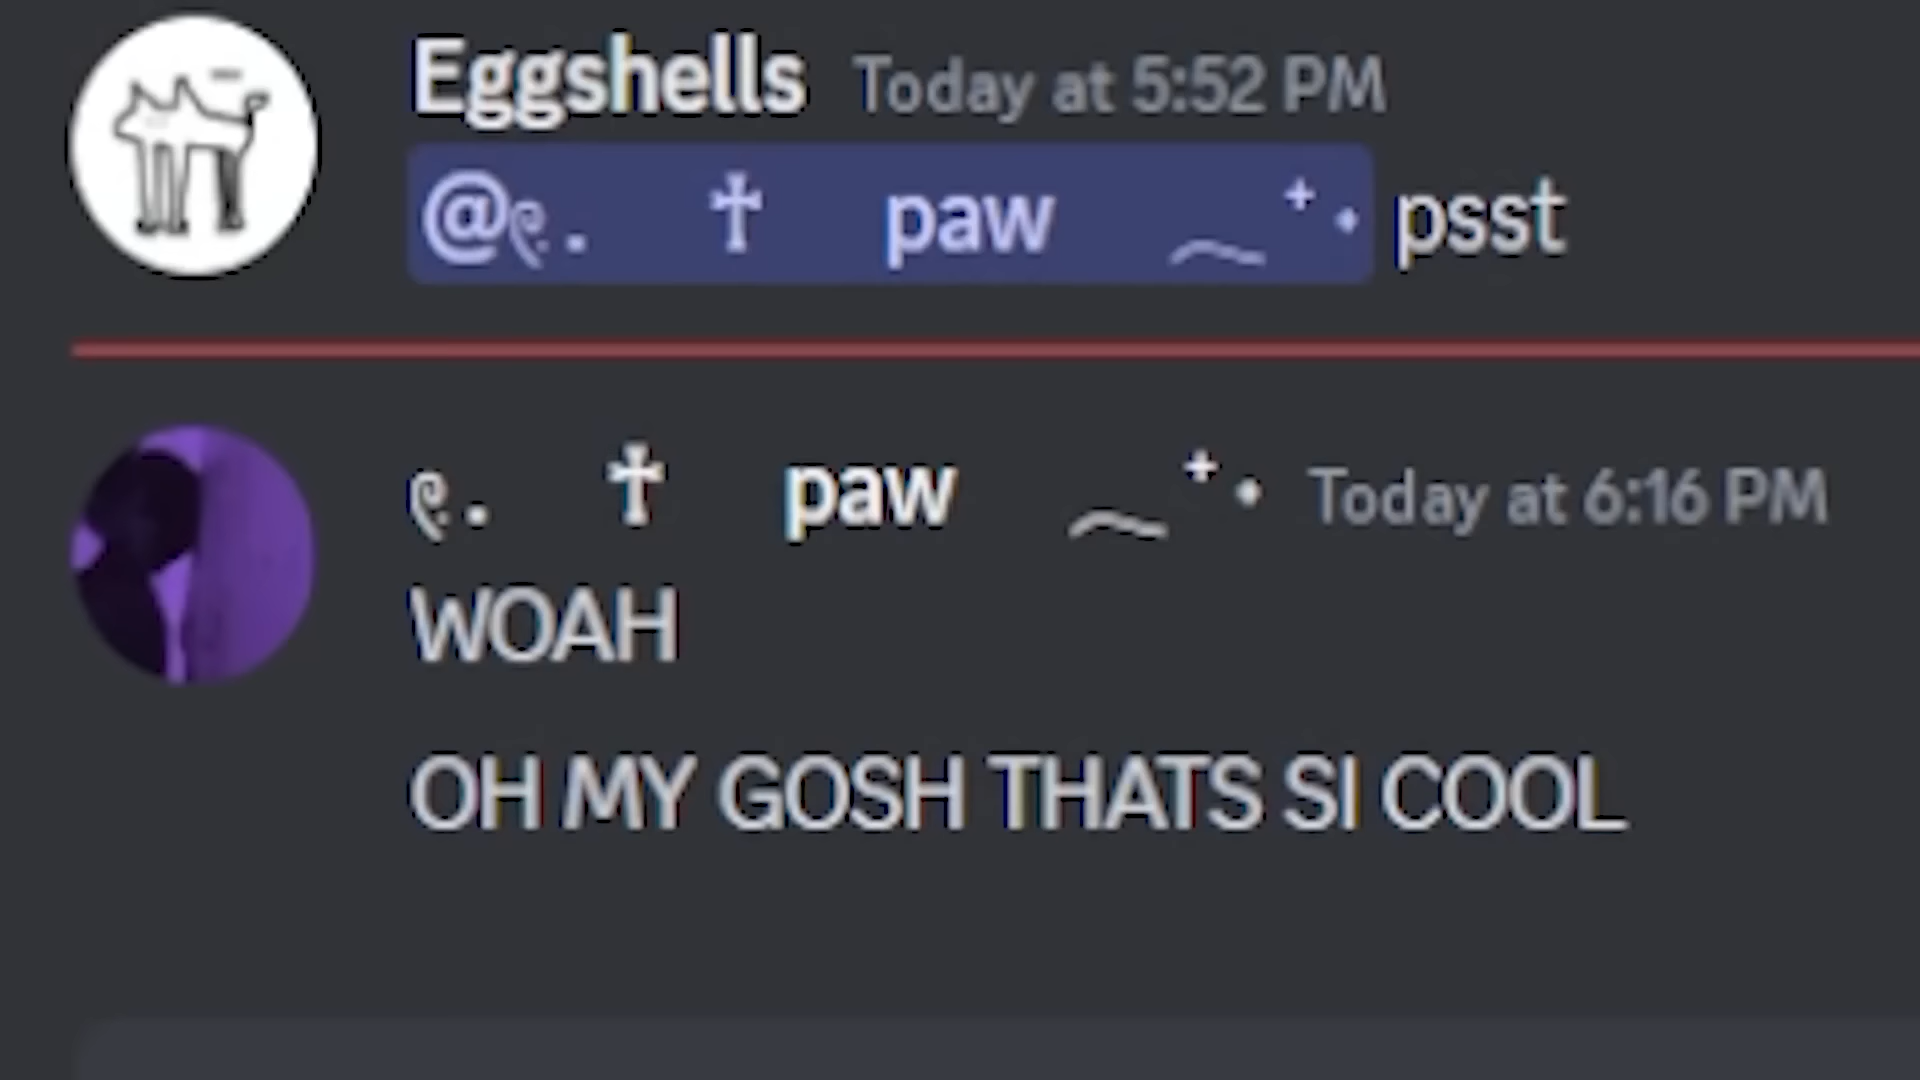 Eggshells Today at 5:52 PM
@ৎ. ☥ paw ︵⁺˖ psst
ৎ. ☥ paw ︵⁺˖ Today at 6:16 PM
WOAH
OH MY GOSH THATS SI COOL